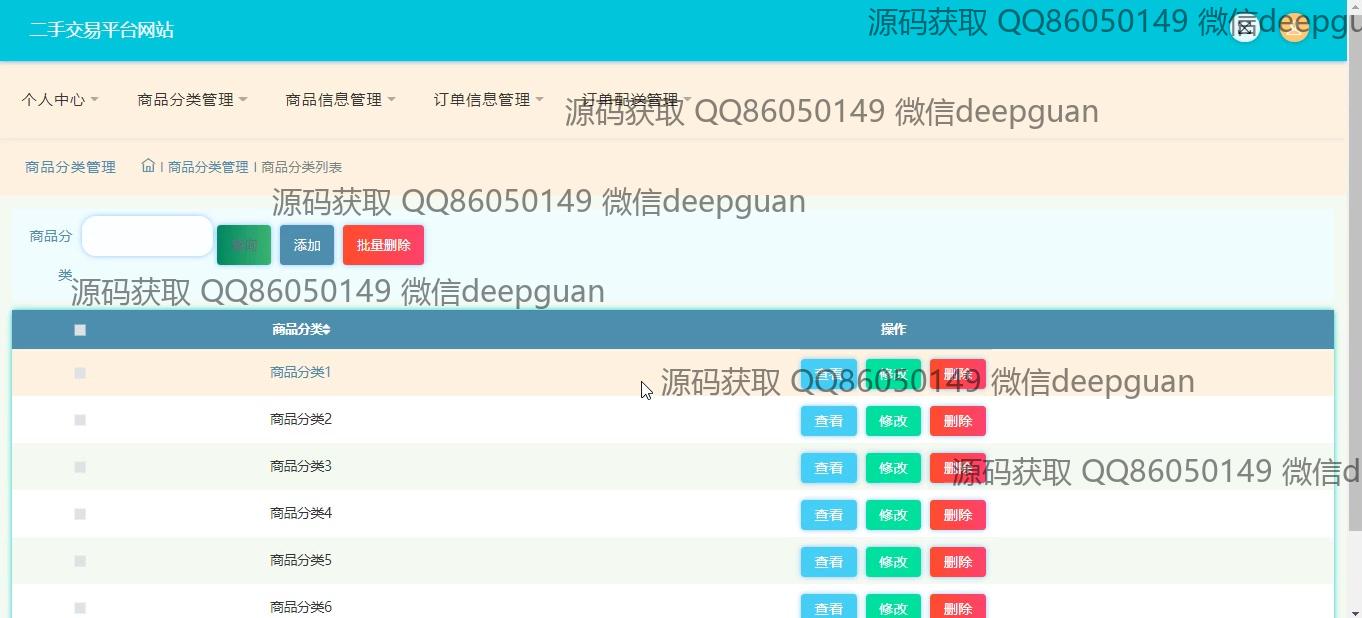 二手交易平台网站
源码获取 QQ86050149 微信deepgu
个人中心 商品分类管理 商品信息管理 订单信息管理 订单配送管理
源码获取 QQ86050149 微信deepguan
商品分类管理 | 商品分类管理 | 商品分类列表
源码获取 QQ86050149 微信deepguan
商品分类 查询 添加 批量删除
源码获取 QQ86050149 微信deepguan
商品分类 操作
商品分类1 查看 修改 删除
源码获取 QQ86050149 微信deepguan
商品分类2 查看 修改 删除
商品分类3 查看 修改 删除
源码获取 QQ86050149 微信d
商品分类4 查看 修改 删除
商品分类5 查看 修改 删除
商品分类6 查看 修改 删除